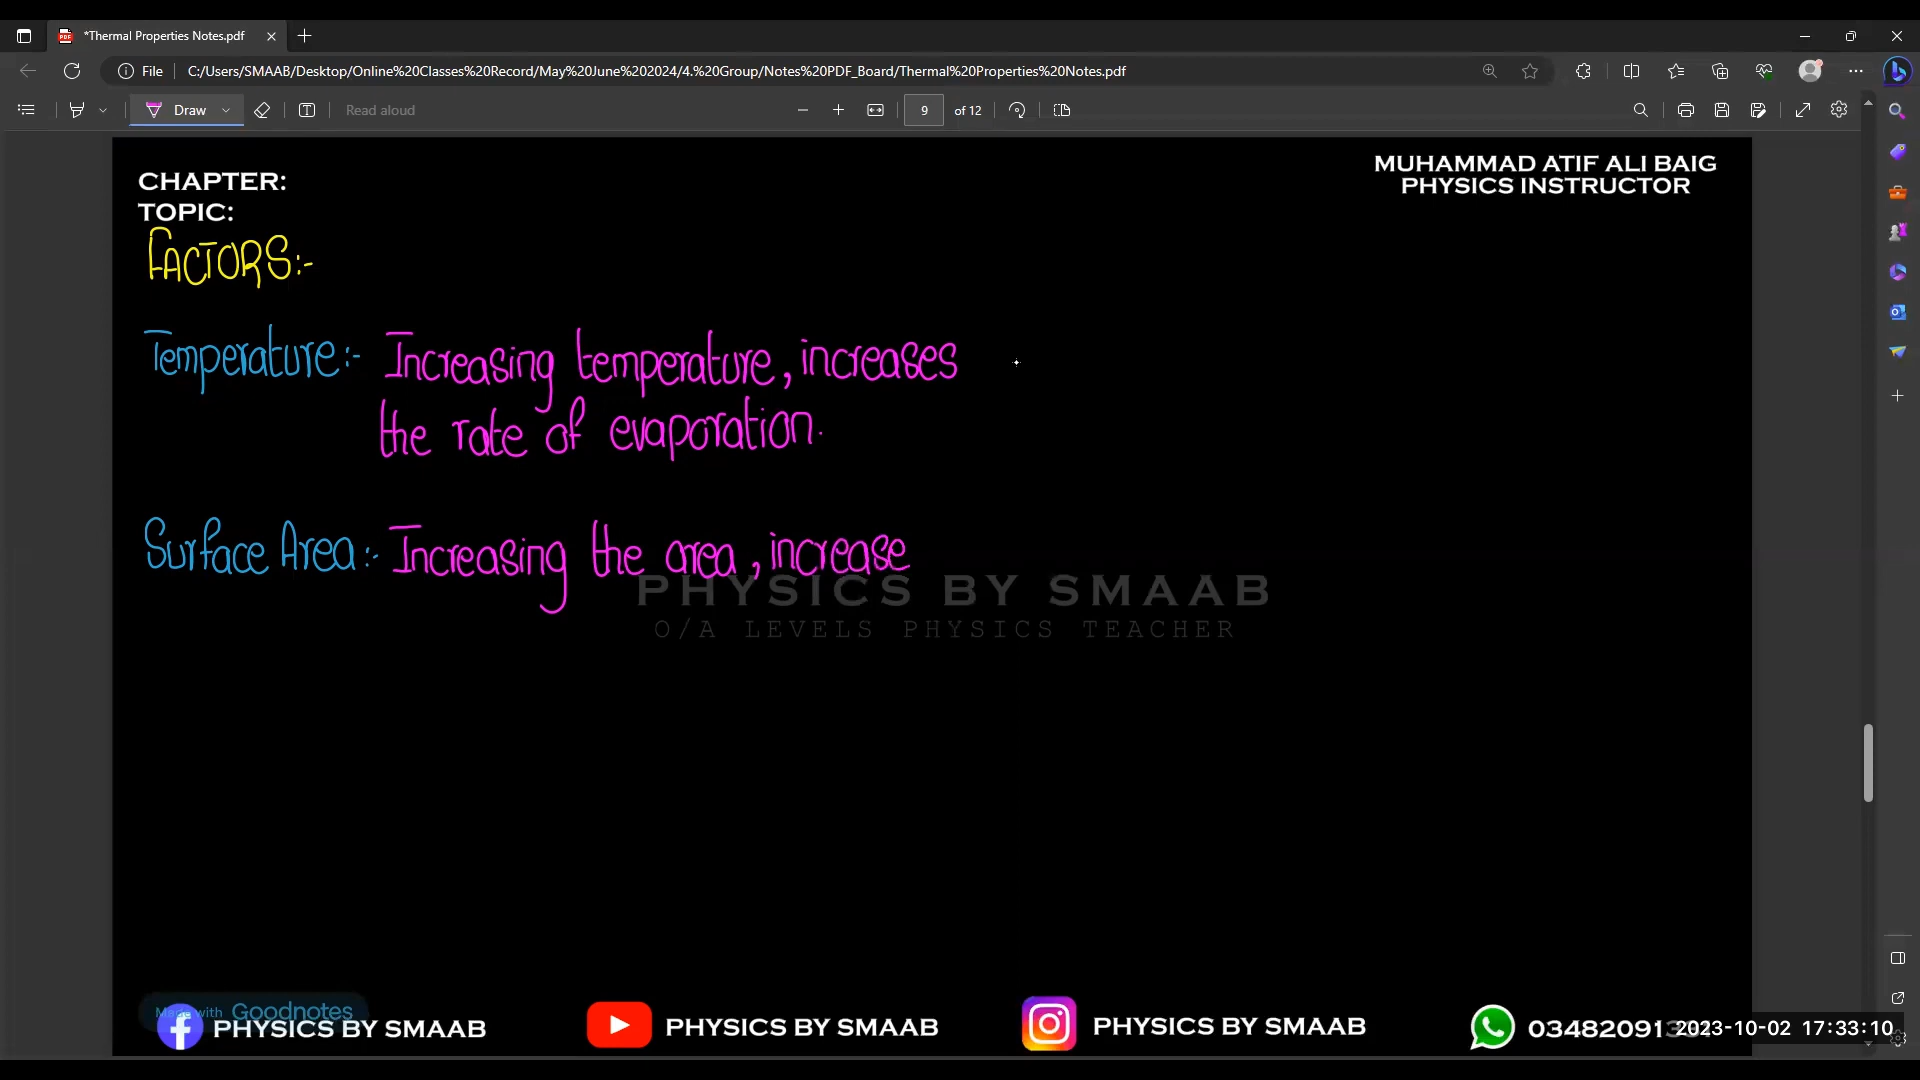 *Thermal Properties Notes.pdf
File
C:/Users/SMAAB/Desktop/Online%20Classes%20Record/May%20June%202024/4.%20Group/Notes%20PDF_Board/Thermal%20Properties%20Notes.pdf
Draw
Read aloud
9 of 12
CHAPTER:
TOPIC:
MUHAMMAD ATIF ALI BAIG
PHYSICS INSTRUCTOR
FACTORS:-
Temperature:- Increasing temperature, increases
the rate of evaporation.
Surface Area:- Increasing the area, increase
PHYSICS BY SMAAB
O/A LEVELS PHYSICS TEACHER
Made with Goodnotes
PHYSICS BY SMAAB
PHYSICS BY SMAAB
PHYSICS BY SMAAB
2023-10-02 17:33:10